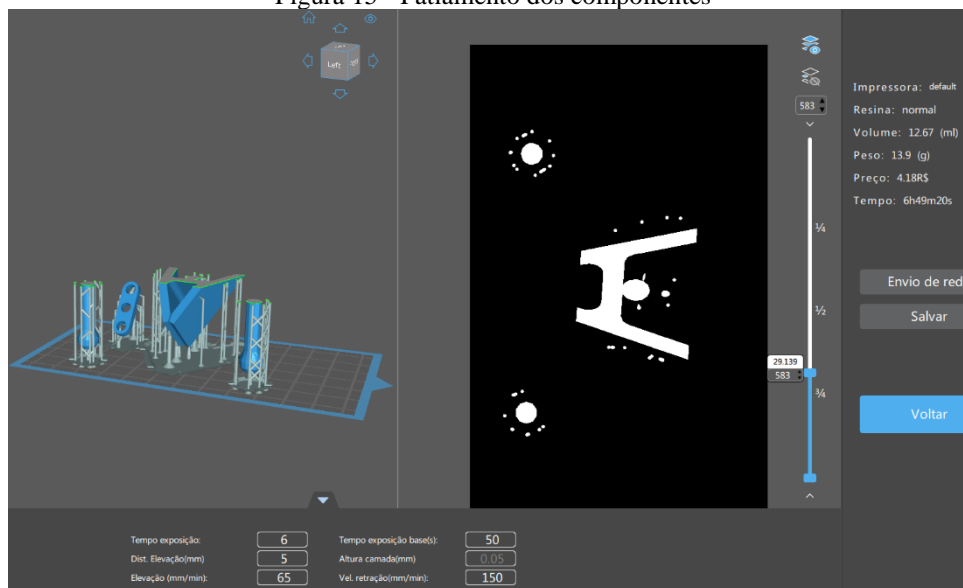 Figura 15 - Fatiamento dos componentes
Left
583
Impressora: default
Resina: normal
Volume: 12.67 (ml)
Peso: 13.9 (g)
Preço: 4.18R$
Tempo: 6h49m20s
¼
½
¾
29.139
583
Envio de red
Salvar
Voltar
Tempo exposição: 6 Tempo exposição base(s): 50
Dist. Elevação(mm) 5 Altura camada(mm) 0.05
Elevação (mm/min): 65 Vel. retração(mm/min): 150